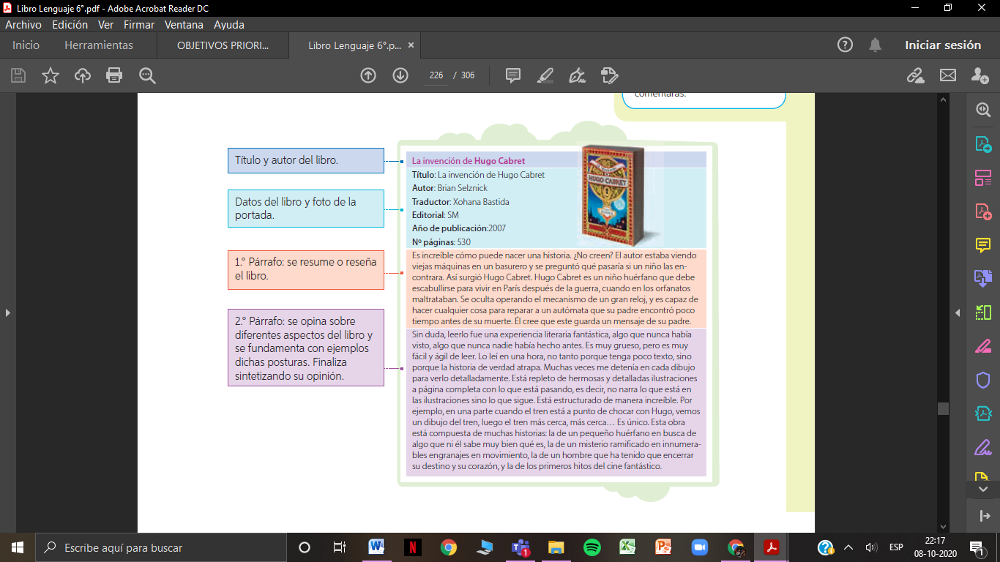 Libro Lenguaje 6°.pdf - Adobe Acrobat Reader DC
Archivo Edición Ver Firmar Ventana Ayuda
Inicio Herramientas OBJETIVOS PRIORI... Libro Lenguaje 6°.p... × Iniciar sesión
226 / 306
comentarás.
Título y autor del libro.
Datos del libro y foto de la
portada.
1.° Párrafo: se resume o reseña
el libro.
2.° Párrafo: se opina sobre
diferentes aspectos del libro y
se fundamenta con ejemplos
dichas posturas. Finaliza
sintetizando su opinión.
La invención de Hugo Cabret
Título: La invención de Hugo Cabret
Autor: Brian Selznick
Traductor: Xohana Bastida
Editorial: SM
Año de publicación:2007
Nº páginas: 530
HUGO CABRET
Es increíble cómo puede nacer una historia. ¿No creen? El autor estaba viendo
viejas máquinas en un basurero y se preguntó qué pasaría si un niño las en-
contrara. Así surgió Hugo Cabret. Hugo Cabret es un niño huérfano que debe
escabullirse para vivir en París después de la guerra, cuando en los orfanatos
maltrataban. Se oculta operando el mecanismo de un gran reloj, y es capaz de
hacer cualquier cosa para reparar a un autómata que su padre encontró poco
tiempo antes de su muerte. Él cree que este guarda un mensaje de su padre.
Sin duda, leerlo fue una experiencia literaria fantástica, algo que nunca había
visto, algo que nunca nadie había hecho antes. Es muy grueso, pero es muy
fácil y ágil de leer. Lo leí en una hora, no tanto porque tenga poco texto, sino
porque la historia de verdad atrapa. Muchas veces me detenía en cada dibujo
para verlo detalladamente. Está repleto de hermosas y detalladas ilustraciones
a página completa con lo que está pasando, es decir, no narra lo que está en
las ilustraciones sino lo que sigue. Está estructurado de manera increíble. Por
ejemplo, en una parte cuando el tren está a punto de chocar con Hugo, vemos
un dibujo del tren, luego el tren más cerca, más cerca… Es único. Esta obra
está compuesta de muchas historias: la de un pequeño huérfano en busca de
algo que ni él sabe muy bien qué es, la de un misterio ramificado en innumera-
bles engranajes en movimiento, la de un hombre que ha tenido que encerrar
su destino y su corazón, y la de los primeros hitos del cine fantástico.
Escribe aquí para buscar
ESP
22:17
08-10-2020